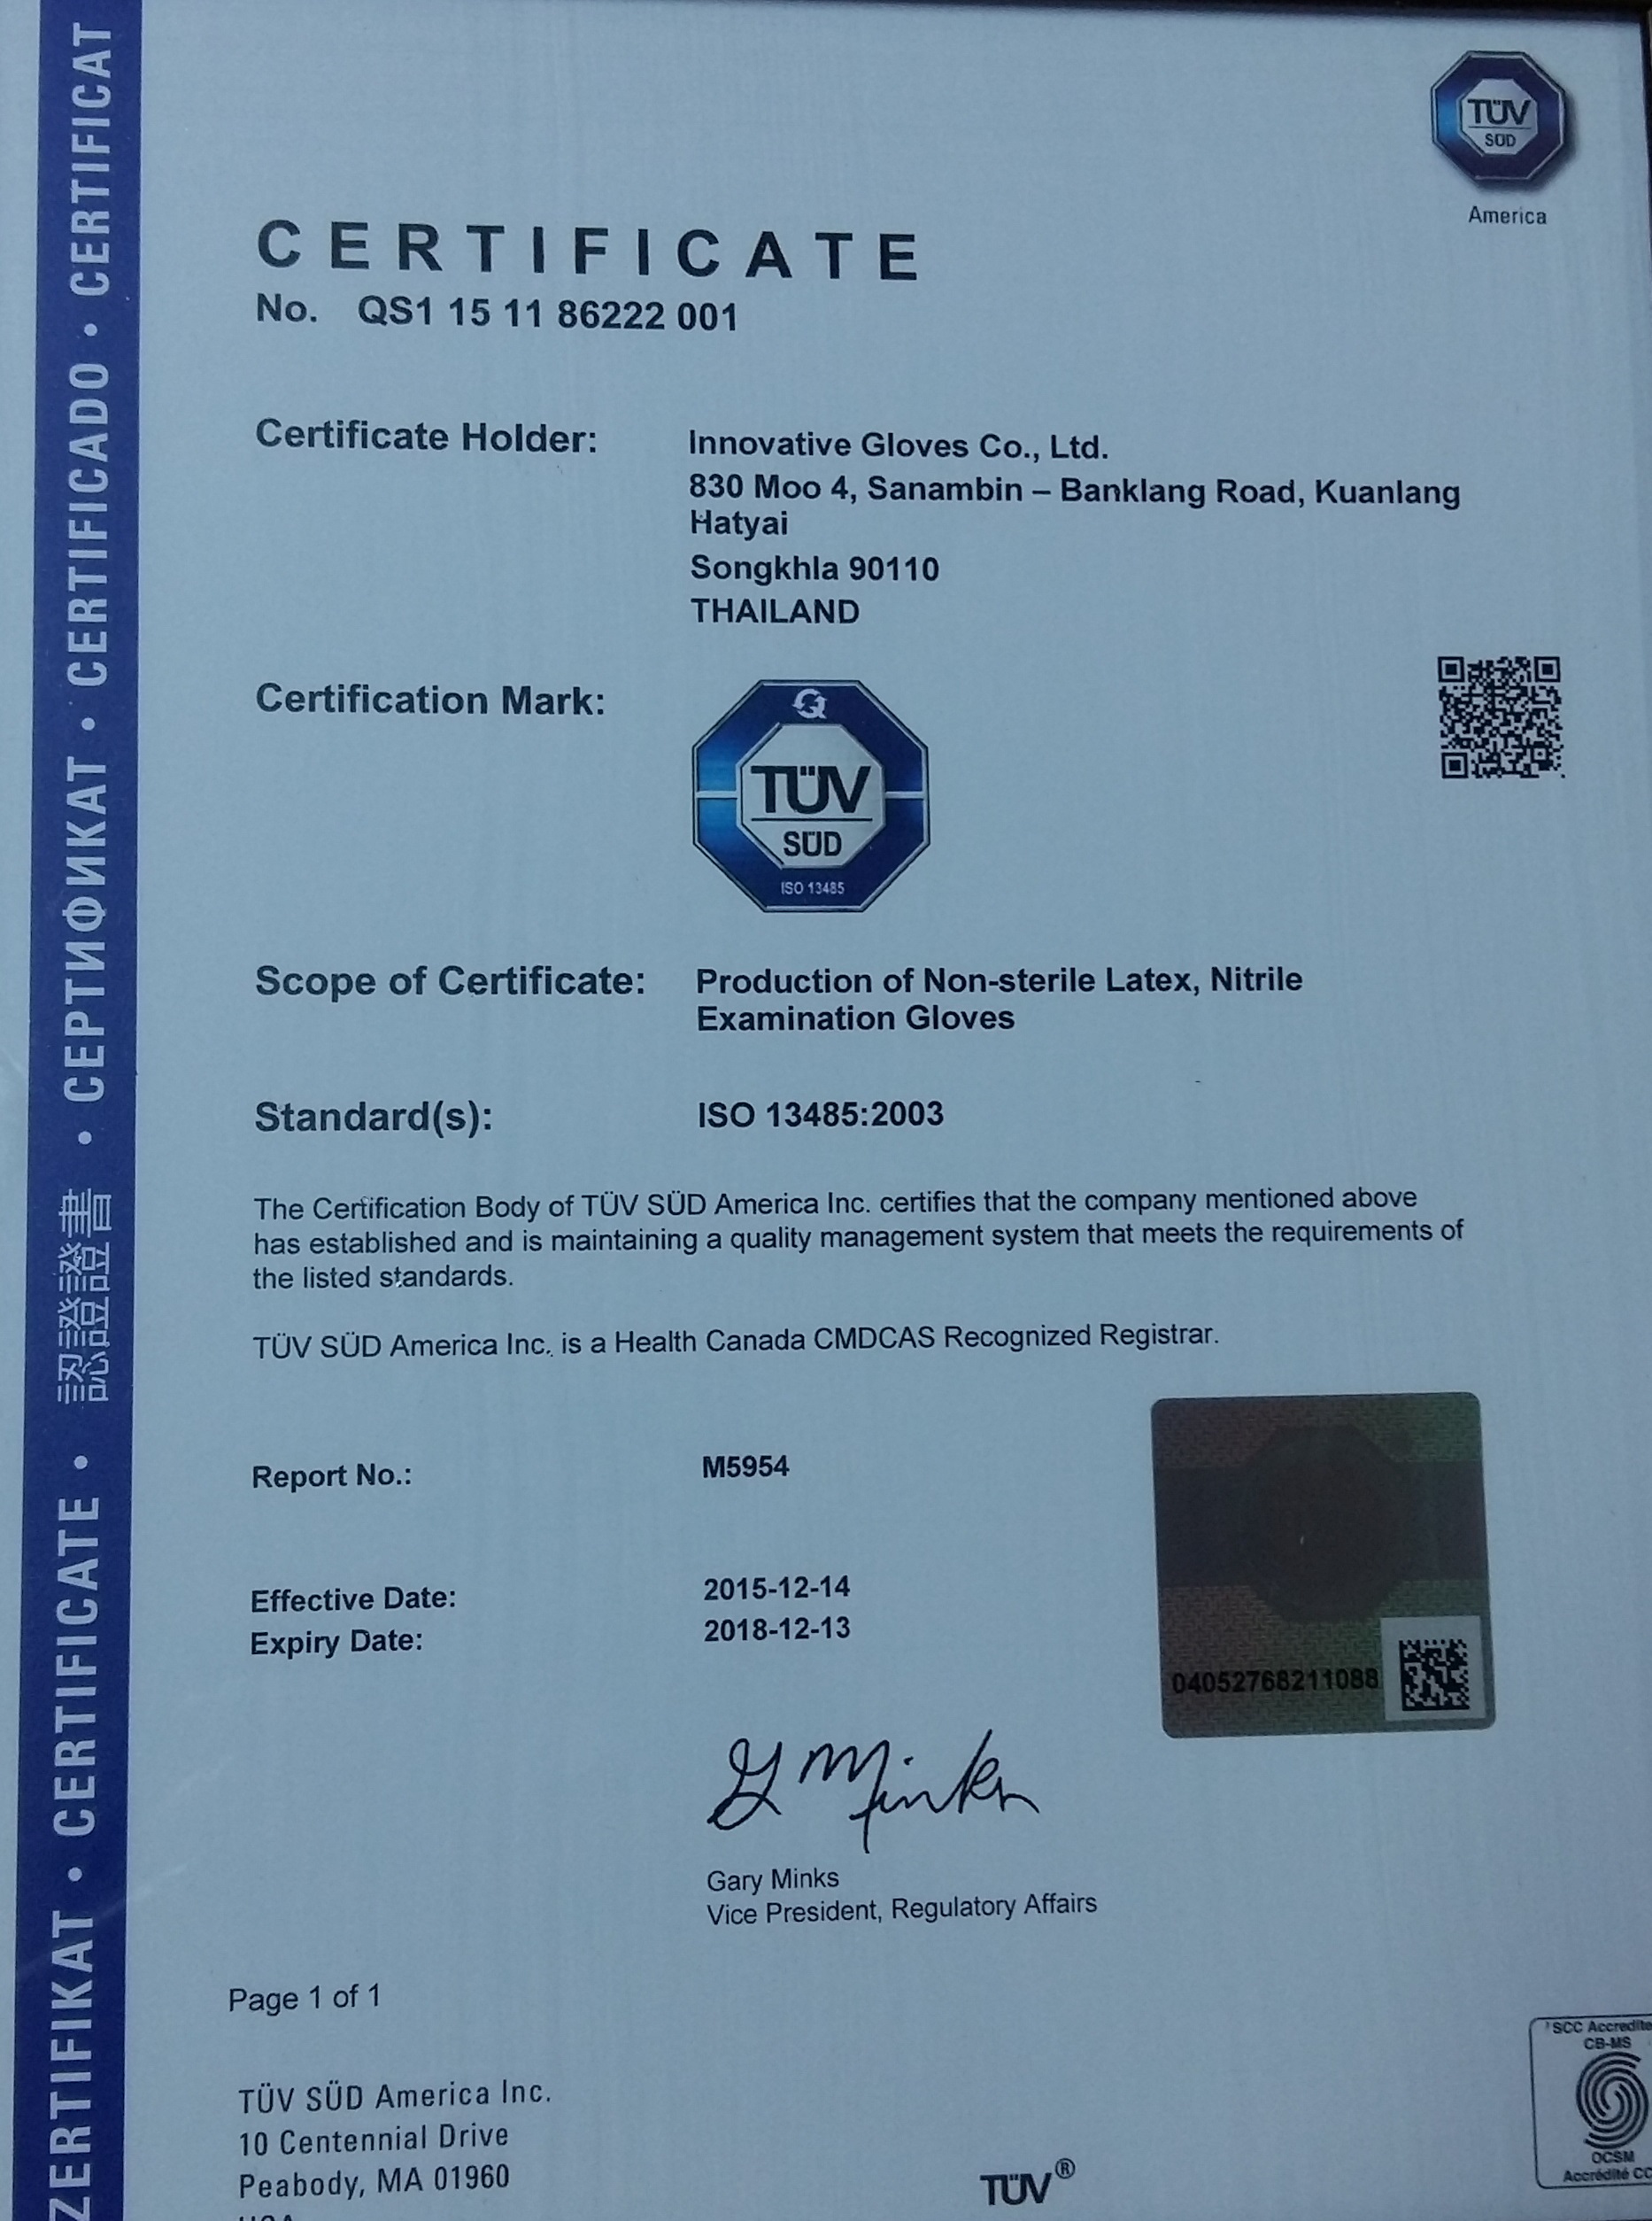 ZERTIFIKAT • CERTIFICATE • 認證證書 • СЕРТИФИКАТ • CERTIFICADO • CERTIFICAT
TÜV
SÜD
America
CERTIFICATE
No. QS1 15 11 86222 001
Certificate Holder: Innovative Gloves Co., Ltd.
830 Moo 4, Sanambin – Banklang Road, Kuanlang
Hatyai
Songkhla 90110
THAILAND
Certification Mark:
TÜV
SÜD
ISO 13485
Scope of Certificate: Production of Non-sterile Latex, Nitrile
Examination Gloves
Standard(s): ISO 13485:2003
The Certification Body of TÜV SÜD America Inc. certifies that the company mentioned above
has established and is maintaining a quality management system that meets the requirements of
the listed standards.
TÜV SÜD America Inc. is a Health Canada CMDCAS Recognized Registrar.
Report No.: M5954
Effective Date: 2015-12-14
Expiry Date: 2018-12-13
04052768211088
G Minks
Gary Minks
Vice President, Regulatory Affairs
Page 1 of 1
TÜV SÜD America Inc.
10 Centennial Drive
Peabody, MA 01960
TÜV®
SCC Accredite
CB-MS
OCSM
Accrédité CC